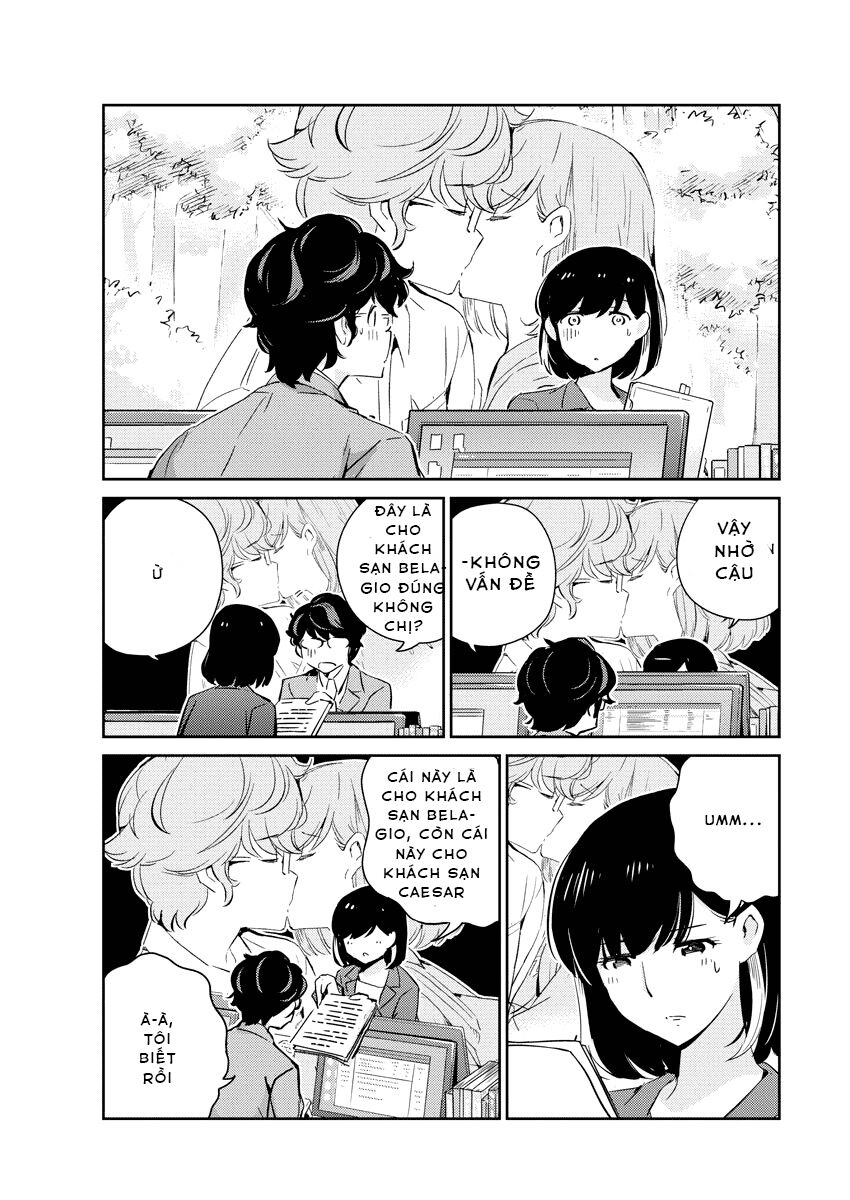 VẬY
NHỜ
CẬU
-KHÔNG
VẤN ĐỀ
ĐÂY LÀ
CHO
KHÁCH
SẠN BELA-
GIO ĐÚNG
KHÔNG
CHỊ?
Ừ
UMM...
CÁI NÀY LÀ
CHO KHÁCH
SẠN BELA-
GIO, CÒN CÁI
NÀY CHO
KHÁCH SẠN
CAESAR
À-À,
TÔI
BIẾT
RỒI